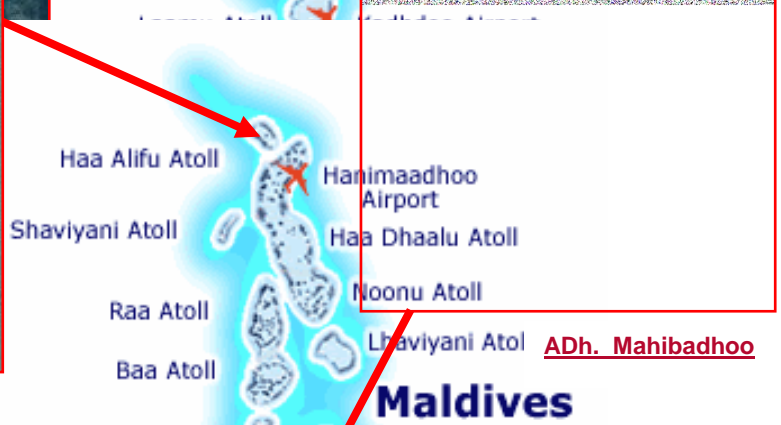 Haa Alifu Atoll
Hanimaadhoo
Airport
Shaviyani Atoll
Haa Dhaalu Atoll
Noonu Atoll
Raa Atoll
Lhaviyani Atol
ADh. Mahibadhoo
Baa Atoll
Maldives